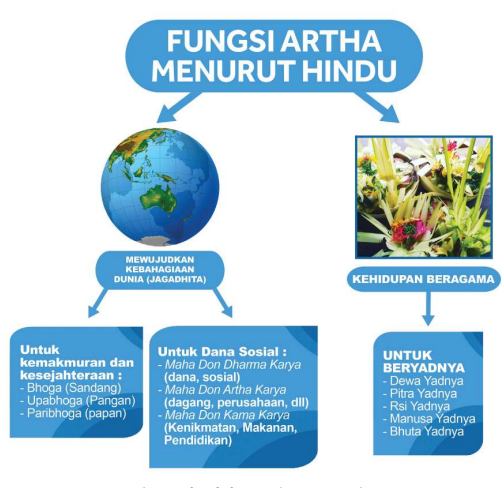 FUNGSI ARTHA
MENURUT HINDU
MEWUJUDKAN
KEBAHAGIAAN
DUNIA (JAGADHITA)
KEHIDUPAN BERAGAMA
Untuk
kemakmuran dan
kesejahteraan :
- Bhoga (Sandang)
- Upabhoga (Pangan)
- Paribhoga (papan)
Untuk Dana Sosial :
- Maha Don Dharma Karya
(dana, sosial)
- Maha Don Artha Karya
(dagang, perusahaan, dll)
- Maha Don Kama Karya
(Kenikmatan, Makanan,
Pendidikan)
UNTUK
BERYADNYA
- Dewa Yadnya
- Pitra Yadnya
- Rsi Yadnya
- Manusa Yadnya
- Bhuta Yadnya